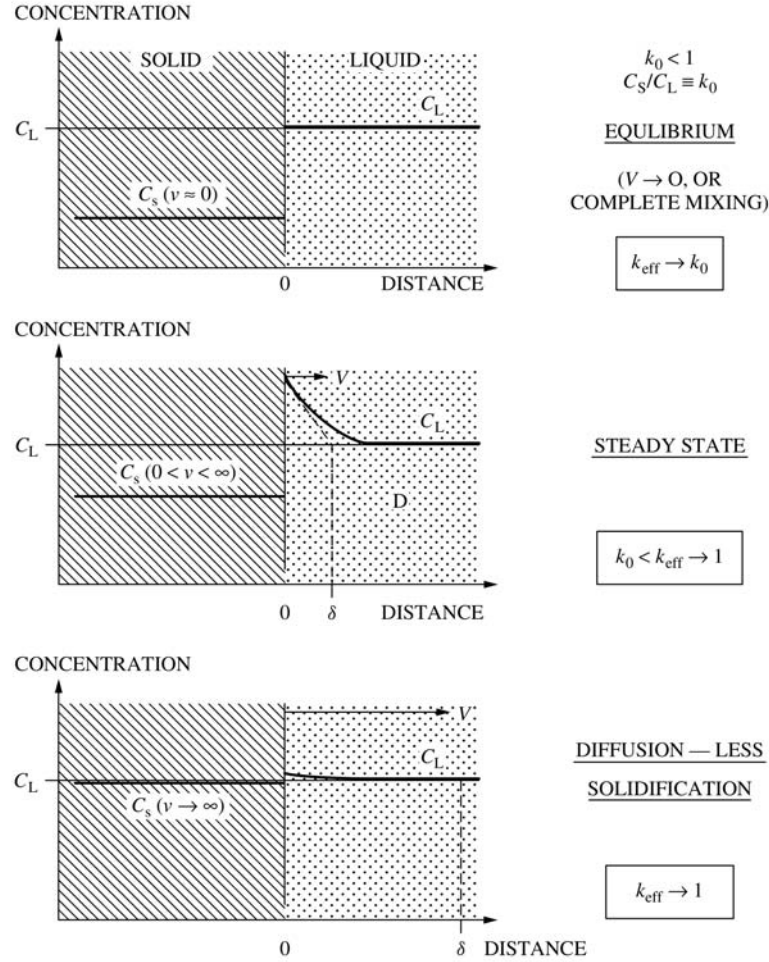 CONCENTRATION
SOLID LIQUID
C_L
C_L
C_s (v ≈ 0)
0 DISTANCE
k_0 < 1
C_S/C_L ≡ k_0
EQULIBRIUM
(V → O, OR
COMPLETE MIXING)
k_eff → k_0
CONCENTRATION
V
C_L
C_L
C_s (0 < v < ∞)
D
0 δ DISTANCE
STEADY STATE
k_0 < k_eff → 1
CONCENTRATION
V
C_L
C_L
C_s (v → ∞)
0 δ DISTANCE
DIFFUSION — LESS
SOLIDIFICATION
k_eff → 1